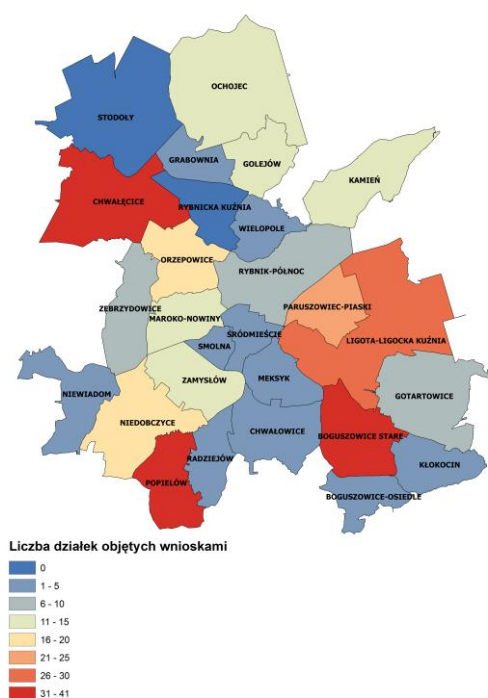 OCHOJEC
STODOŁY
GRABOWNIA
GOLEJÓW
KAMIEŃ
CHWAŁĘCICE
RYBNICKA KUŹNIA
WIELOPOLE
ORZEPOWICE
RYBNIK-PÓŁNOC
ZEBRZYDOWICE
PARUSZOWIEC-PIASKI
MAROKO-NOWINY
ŚRÓDMIEŚCIE
LIGOTA-LIGOCKA KUŹNIA
SMOLNA
ZAMYSŁÓW
MEKSYK
NIEWIADOM
GOTARTOWICE
NIEDOBCZYCE
CHWAŁOWICE
BOGUSZOWICE STARE
RADZIEJÓW
KŁOKOCIN
POPIELÓW
BOGUSZOWICE-OSIEDLE
Liczba działek objętych wnioskami
0
1 - 5
6 - 10
11 - 15
16 - 20
21 - 25
26 - 30
31 - 41